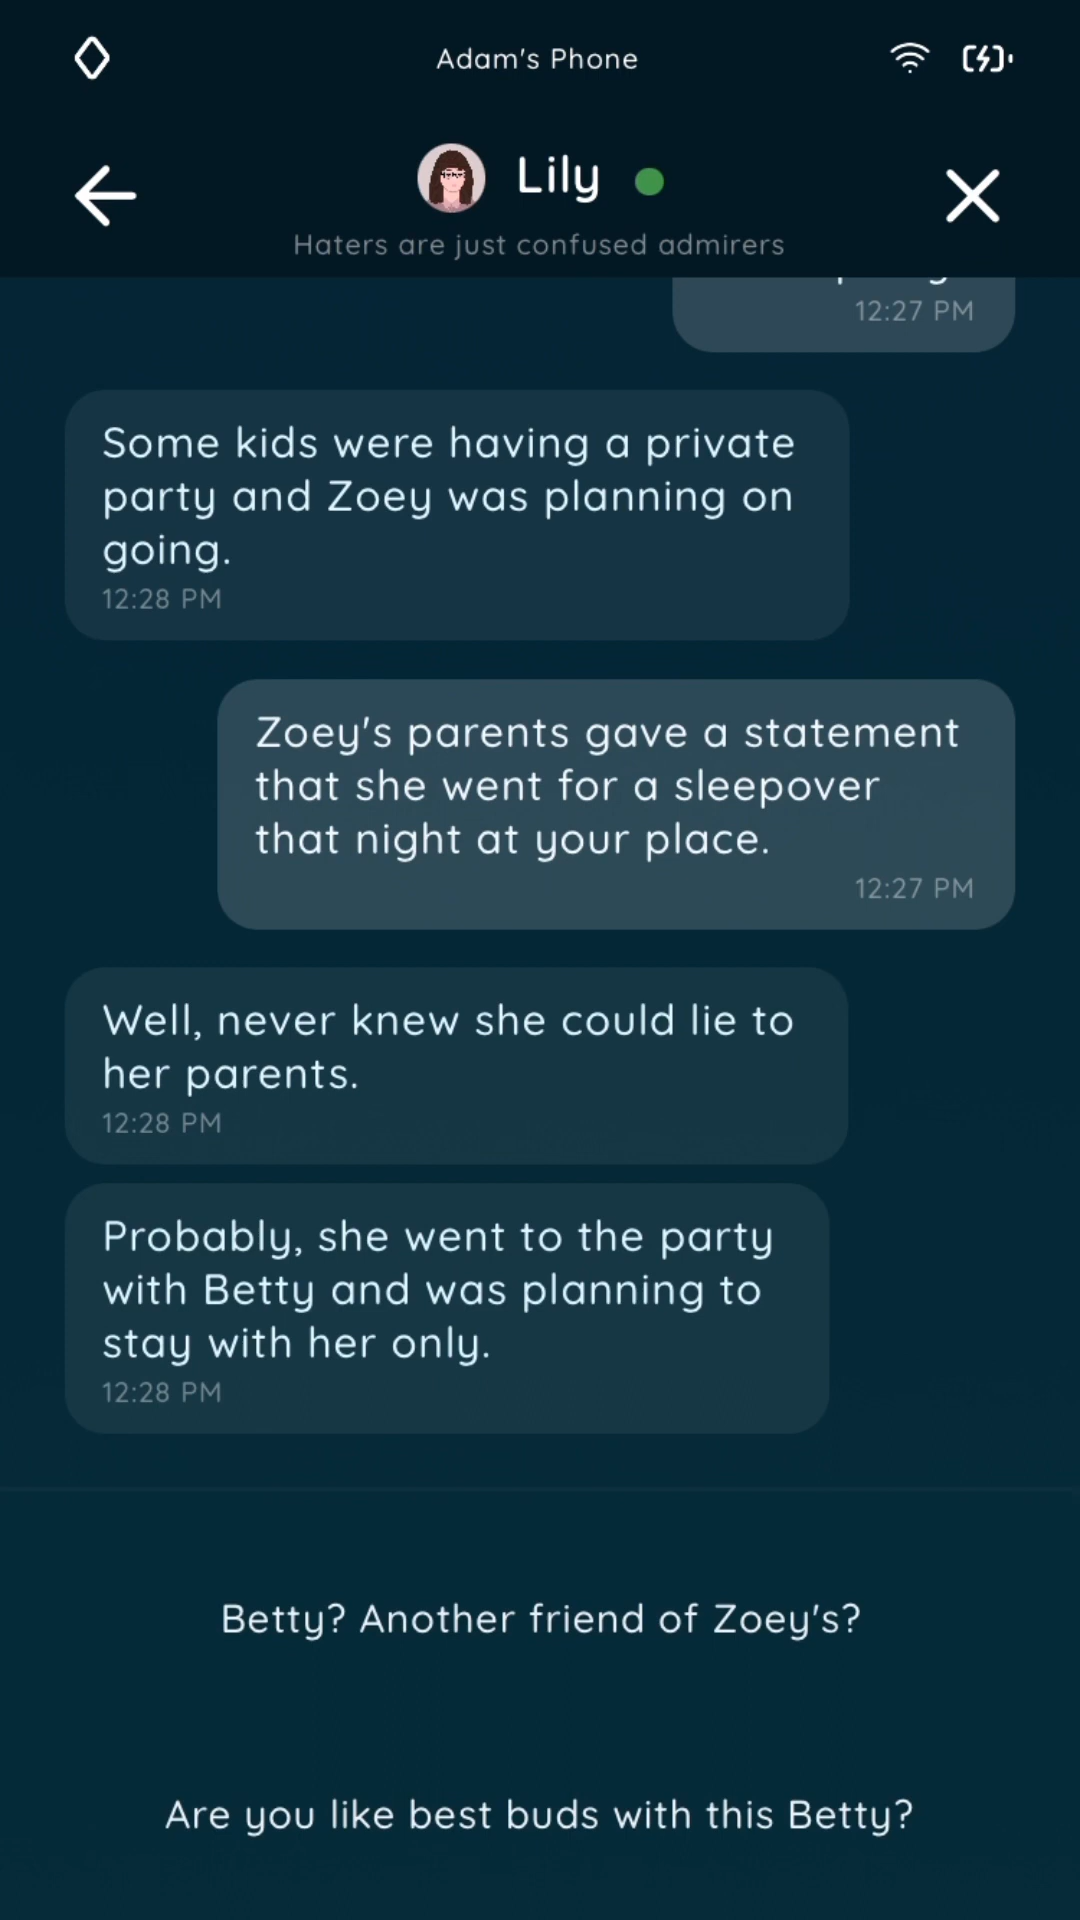 Adam's Phone
Lily
Haters are just confused admirers
12:27 PM
Some kids were having a private
party and Zoey was planning on
going.
12:28 PM
Zoey's parents gave a statement
that she went for a sleepover
that night at your place.
12:27 PM
Well, never knew she could lie to
her parents.
12:28 PM
Probably, she went to the party
with Betty and was planning to
stay with her only.
12:28 PM
Betty? Another friend of Zoey's?
Are you like best buds with this Betty?